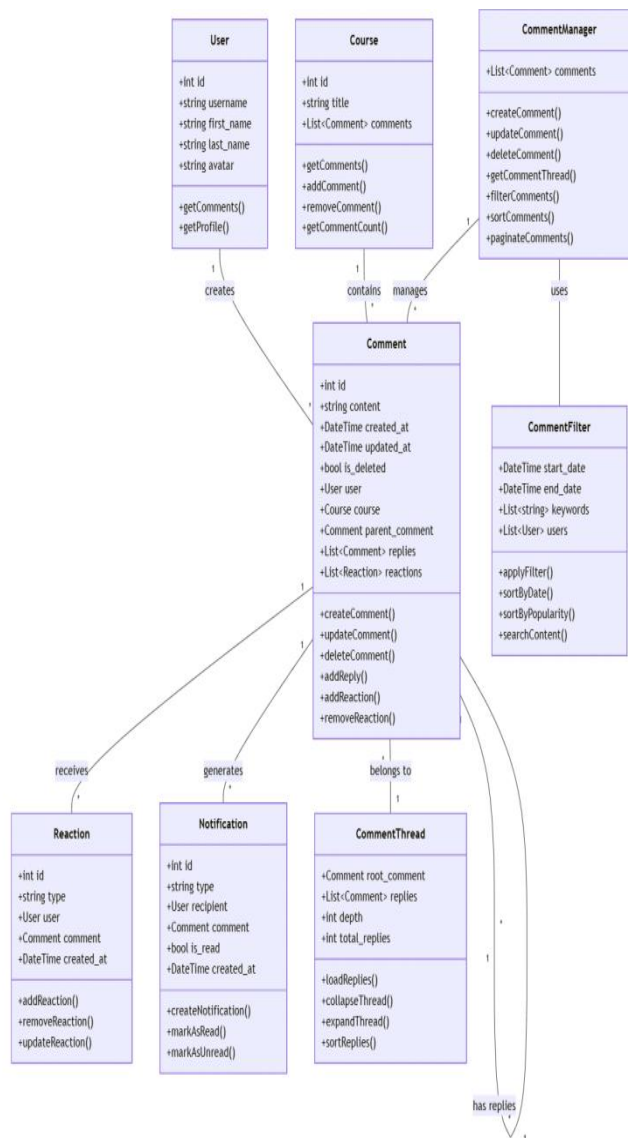 User
+int id
+string username
+string first_name
+string last_name
+string avatar
+getComments()
+getProfile()
Course
+int id
+string title
+List<Comment> comments
+getComments()
+addComment()
+removeComment()
+getCommentCount()
CommentManager
+List<Comment> comments
+createComment()
+updateComment()
+deleteComment()
+getCommentThread()
+filterComments()
+sortComments()
+paginateComments()
1
creates
*
1
contains
*
1
manages
*
uses
Comment
+int id
+string content
+DateTime created_at
+DateTime updated_at
+bool is_deleted
+User user
+Course course
+Comment parent_comment
+List<Comment> replies
+List<Reaction> reactions
+createComment()
+updateComment()
+deleteComment()
+addReply()
+addReaction()
+removeReaction()
CommentFilter
+DateTime start_date
+DateTime end_date
+List<string> keywords
+List<User> users
+applyFilter()
+sortByDate()
+sortByPopularity()
+searchContent()
1
receives
*
1
generates
*
*
belongs to
1
1
Reaction
+int id
+string type
+User user
+Comment comment
+DateTime created_at
+addReaction()
+removeReaction()
+updateReaction()
Notification
+int id
+string type
+User recipient
+Comment comment
+bool is_read
+DateTime created_at
+createNotification()
+markAsRead()
+markAsUnread()
CommentThread
+Comment root_comment
+List<Comment> replies
+int depth
+int total_replies
+loadReplies()
+collapseThread()
+expandThread()
+sortReplies()
*
1
has replies
*
*